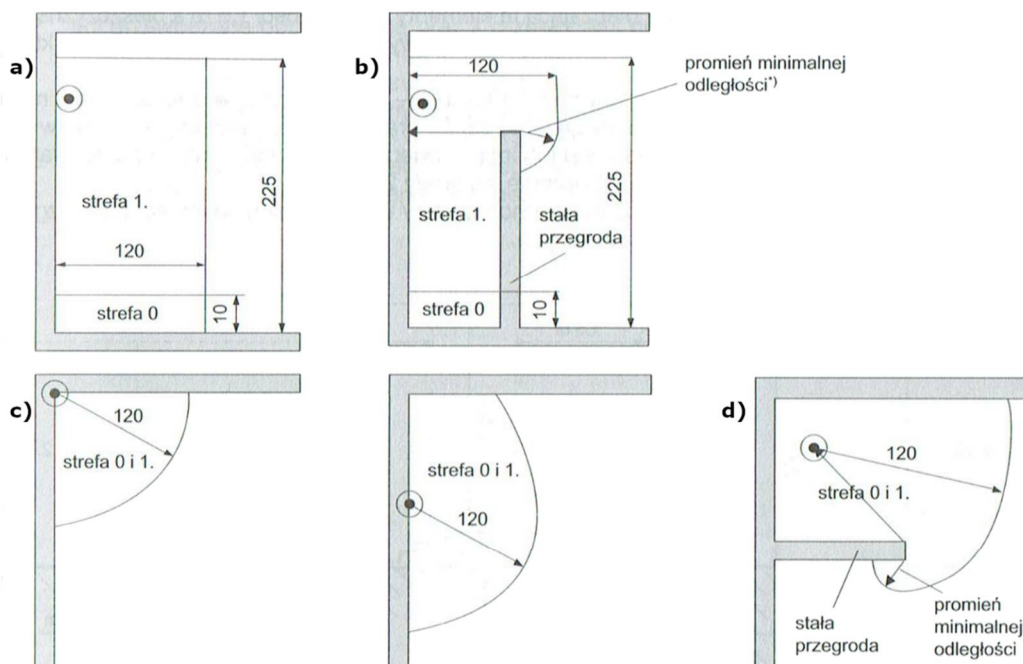 a)
strefa 1.
120
strefa 0
10
225
b)
120
promień minimalnej
odległości*)
strefa 1.
stała
przegroda
225
strefa 0
10
c)
120
strefa 0 i 1.
strefa 0 i 1.
120
d)
120
strefa 0 i 1.
stała
przegroda
promień
minimalnej
odległości